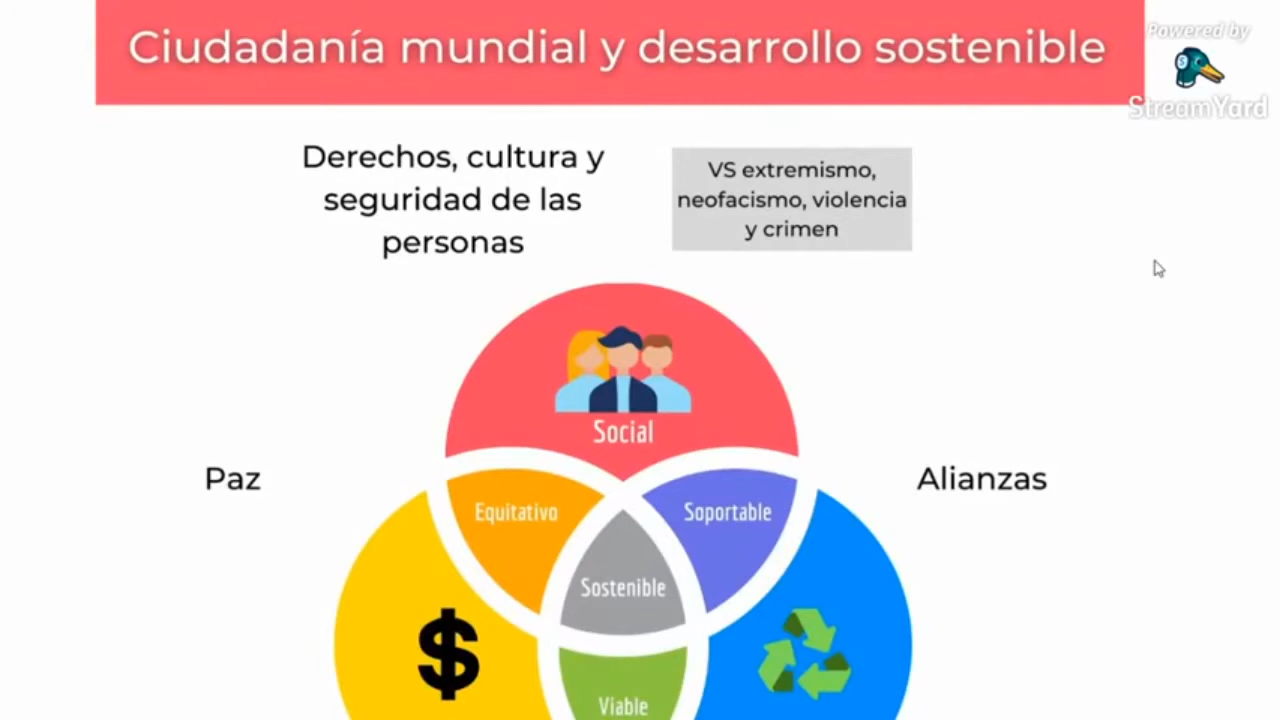 Ciudadanía mundial y desarrollo sostenible
Powered by
StreamYard
Derechos, cultura y
seguridad de las
personas
VS extremismo,
neofacismo, violencia
y crimen
Social
Paz
Alianzas
Equitativo
Soportable
Sostenible
$
Viable